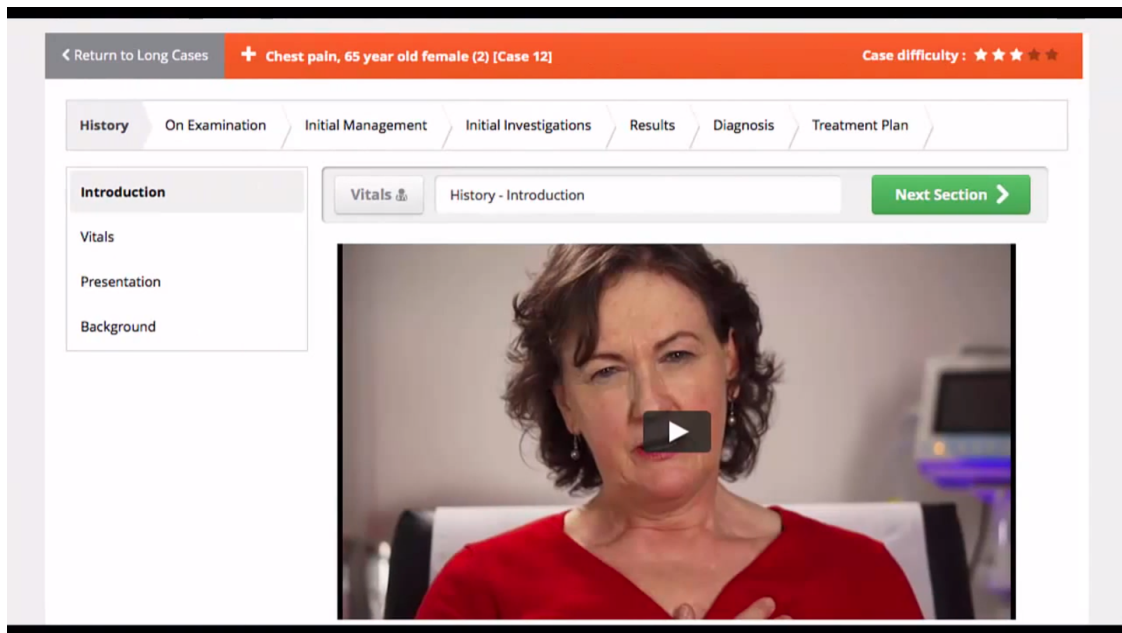 Return to Long Cases
Chest pain, 65 year old female (2) [Case 12]
Case difficulty :
History
On Examination
Initial Management
Initial Investigations
Results
Diagnosis
Treatment Plan
Introduction
Vitals
Presentation
Background
Vitals
History - Introduction
Next Section